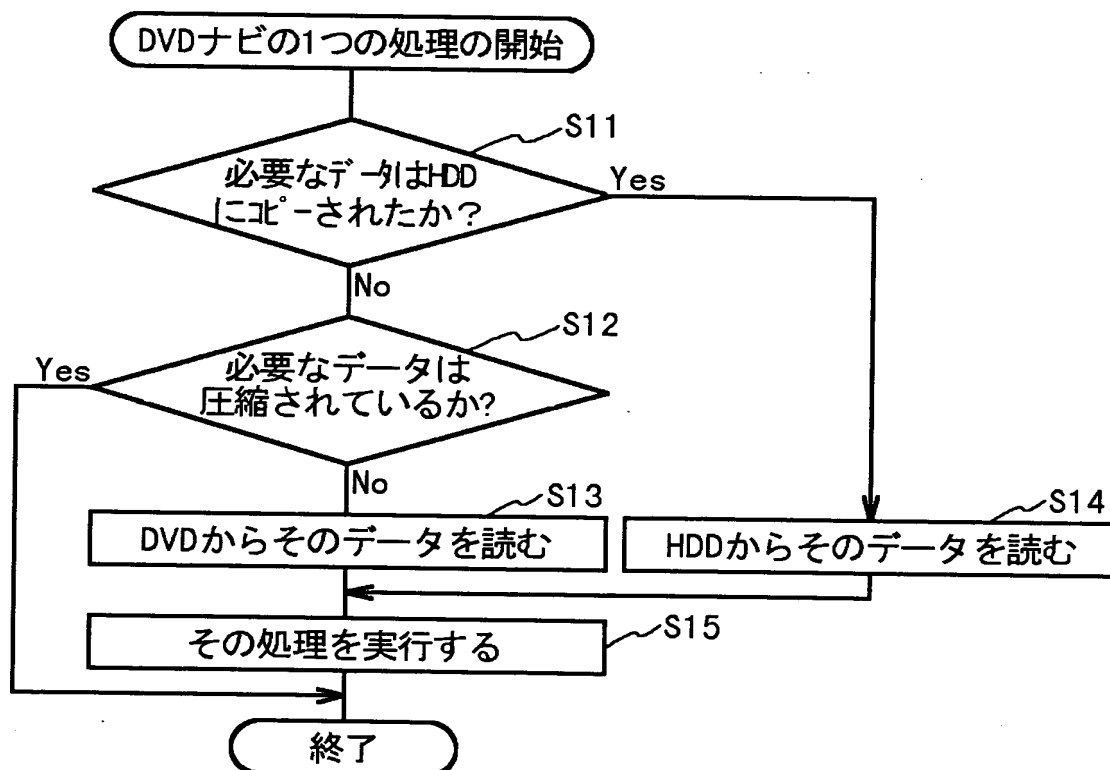 DVDナビの1つの処理の開始
S11
必要なデータはHDD
にコピーされたか？
Yes
No
S12
必要なデータは
圧縮されているか?
Yes
No
S13
DVDからそのデータを読む
S14
HDDからそのデータを読む
S15
その処理を実行する
終了